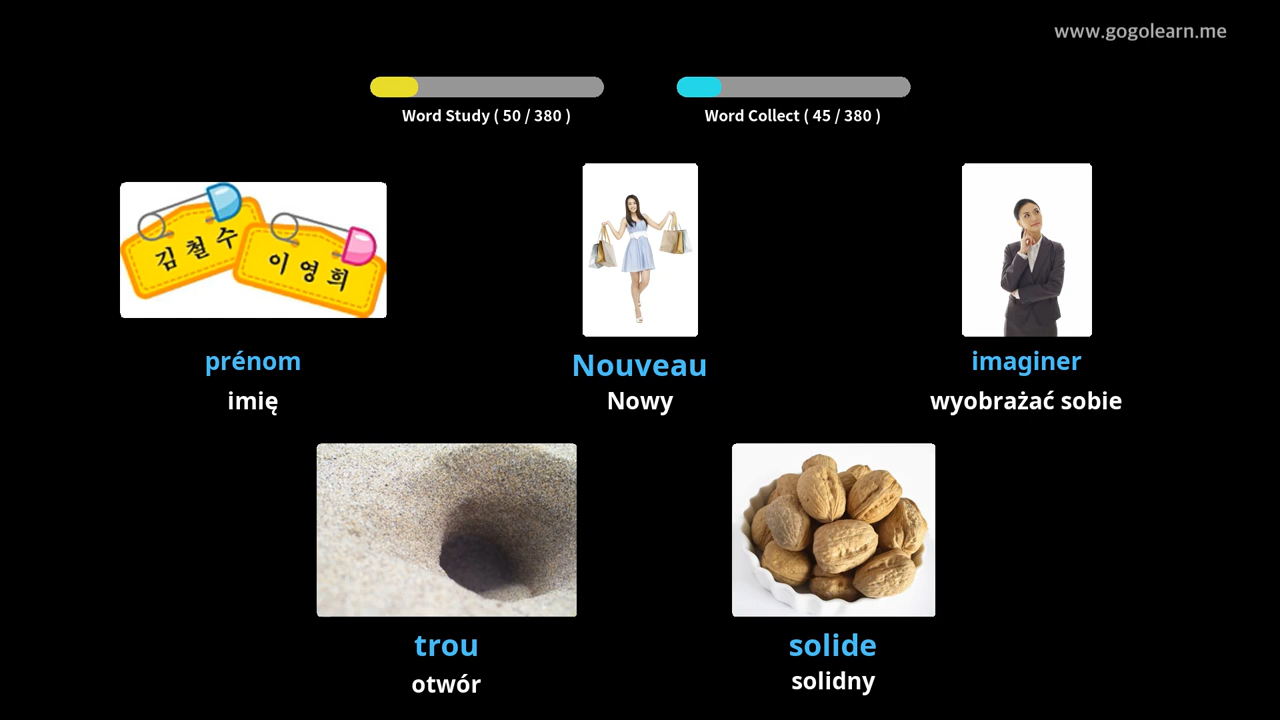 www.gogolearn.me
Word Study ( 50 / 380 )
Word Collect ( 45 / 380 )
김철수
이영희
prénom
imię
Nouveau
Nowy
imaginer
wyobrażać sobie
trou
otwór
solide
solidny